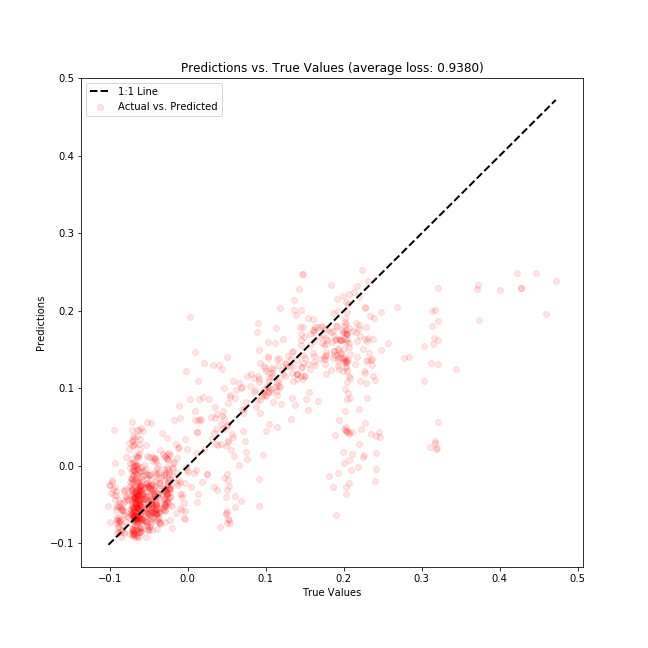 Predictions vs. True Values (average loss: 0.9380)
1:1 Line
Actual vs. Predicted
0.5
0.4
0.3
0.2
0.1
0.0
−0.1
Predictions
−0.1 0.0 0.1 0.2 0.3 0.4 0.5
True Values